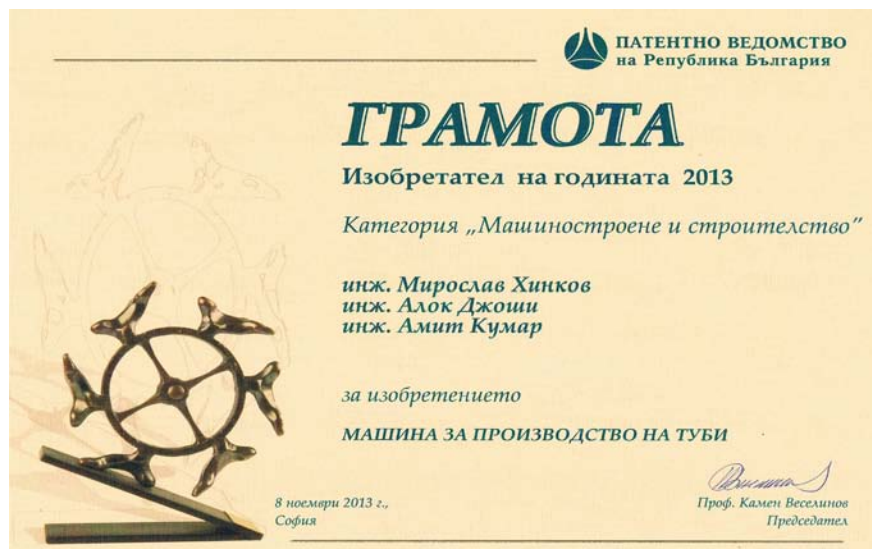 ПАТЕНТНО ВЕДОМСТВО
на Република България
ГРАМОТА
Изобретател на годината 2013
Категория „Машиностроене и строителство”
инж. Мирослав Хинков
инж. Алок Джоши
инж. Амит Кумар
за изобретението
МАШИНА ЗА ПРОИЗВОДСТВО НА ТУБИ
8 ноември 2013 г.,
София
Проф. Камен Веселинов
Председател